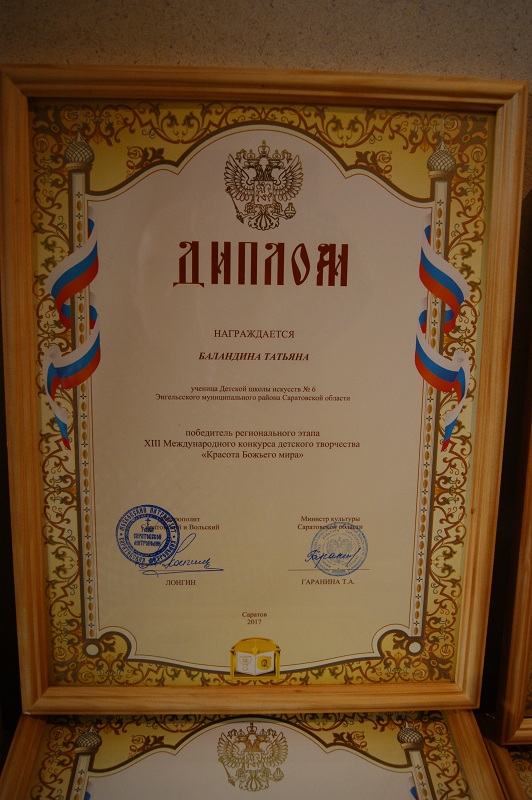 ДИПЛОМ
НАГРАЖДАЕТСЯ
БАЛАНДИНА ТАТЬЯНА
ученица Детской школы искусств № 6
Энгельсского муниципального района Саратовской области
победитель регионального этапа
XIII Международного конкурса детского творчества
«Красота Божьего мира»
и Вольский
ЛОНГИН
Министр культуры
Саратовской области
ГАРАНИНА Т.А.
Саратов
2017